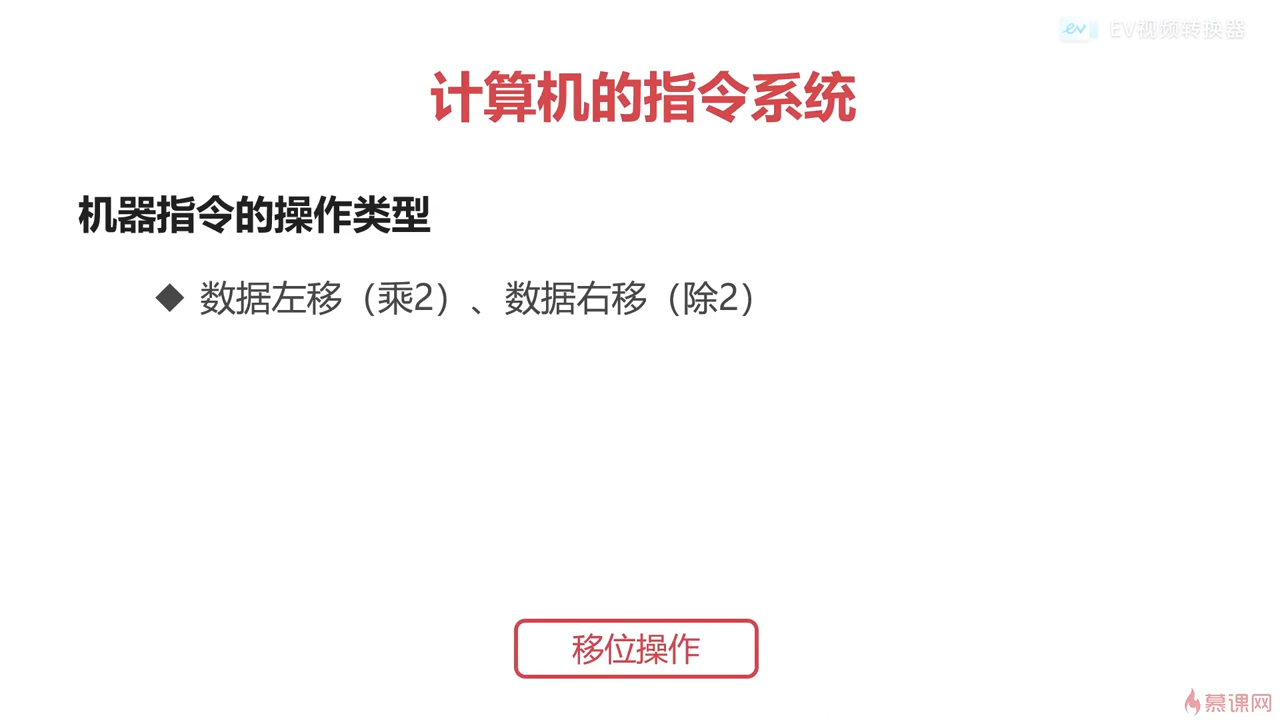 EV视频转换器
计算机的指令系统
机器指令的操作类型
◆ 数据左移（乘2）、数据右移（除2）
移位操作
慕课网